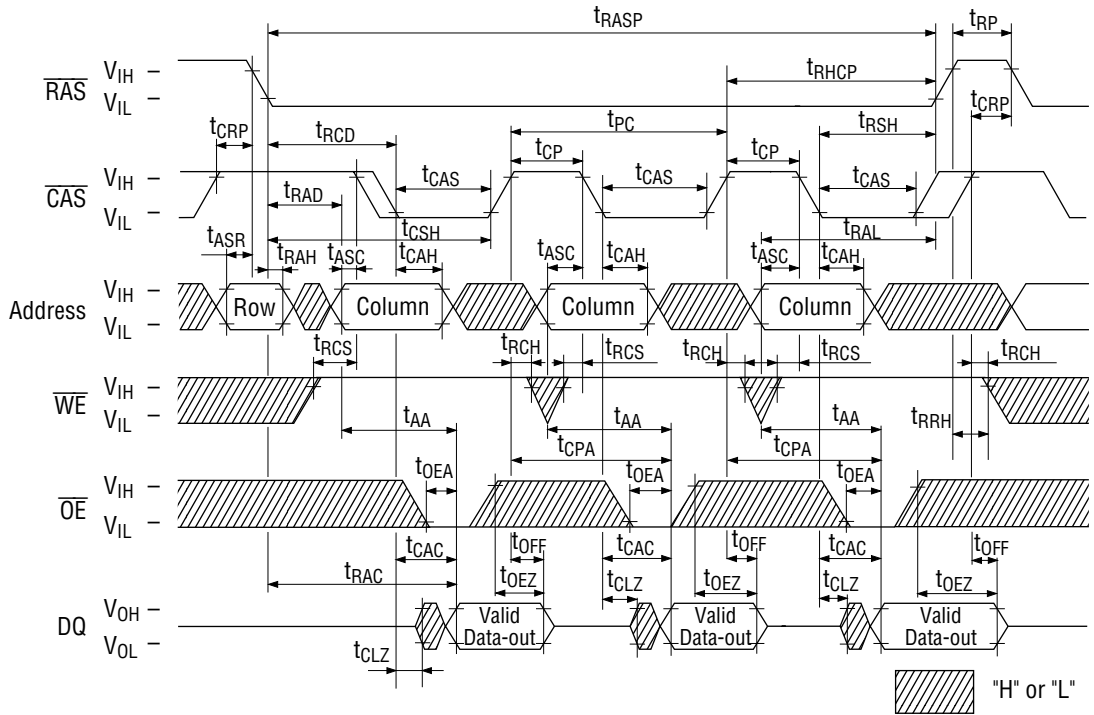 tRASP
tRP
RAS
VIH
VIL
tRHCP
tCRP
tRCD
tPC
tRSH
tCRP
CAS
VIH
VIL
tCP
tCP
tCAS
tCAS
tCAS
tRAD
tCSH
tRAL
tASR
tRAH
tASC
tCAH
tASC
tCAH
tASC
tCAH
Address
VIH
VIL
Row
Column
Column
Column
tRCS
tRCH
tRCS
tRCH
tRCS
tRCH
WE
VIH
VIL
tAA
tAA
tAA
tRRH
tCPA
tCPA
tOEA
tOEA
tOEA
OE
VIH
VIL
tCAC
tOFF
tCAC
tOFF
tCAC
tOFF
tRAC
tOEZ
tCLZ
tOEZ
tCLZ
tOEZ
DQ
VOH
VOL
Valid
Data-out
Valid
Data-out
Valid
Data-out
tCLZ
"H" or "L"